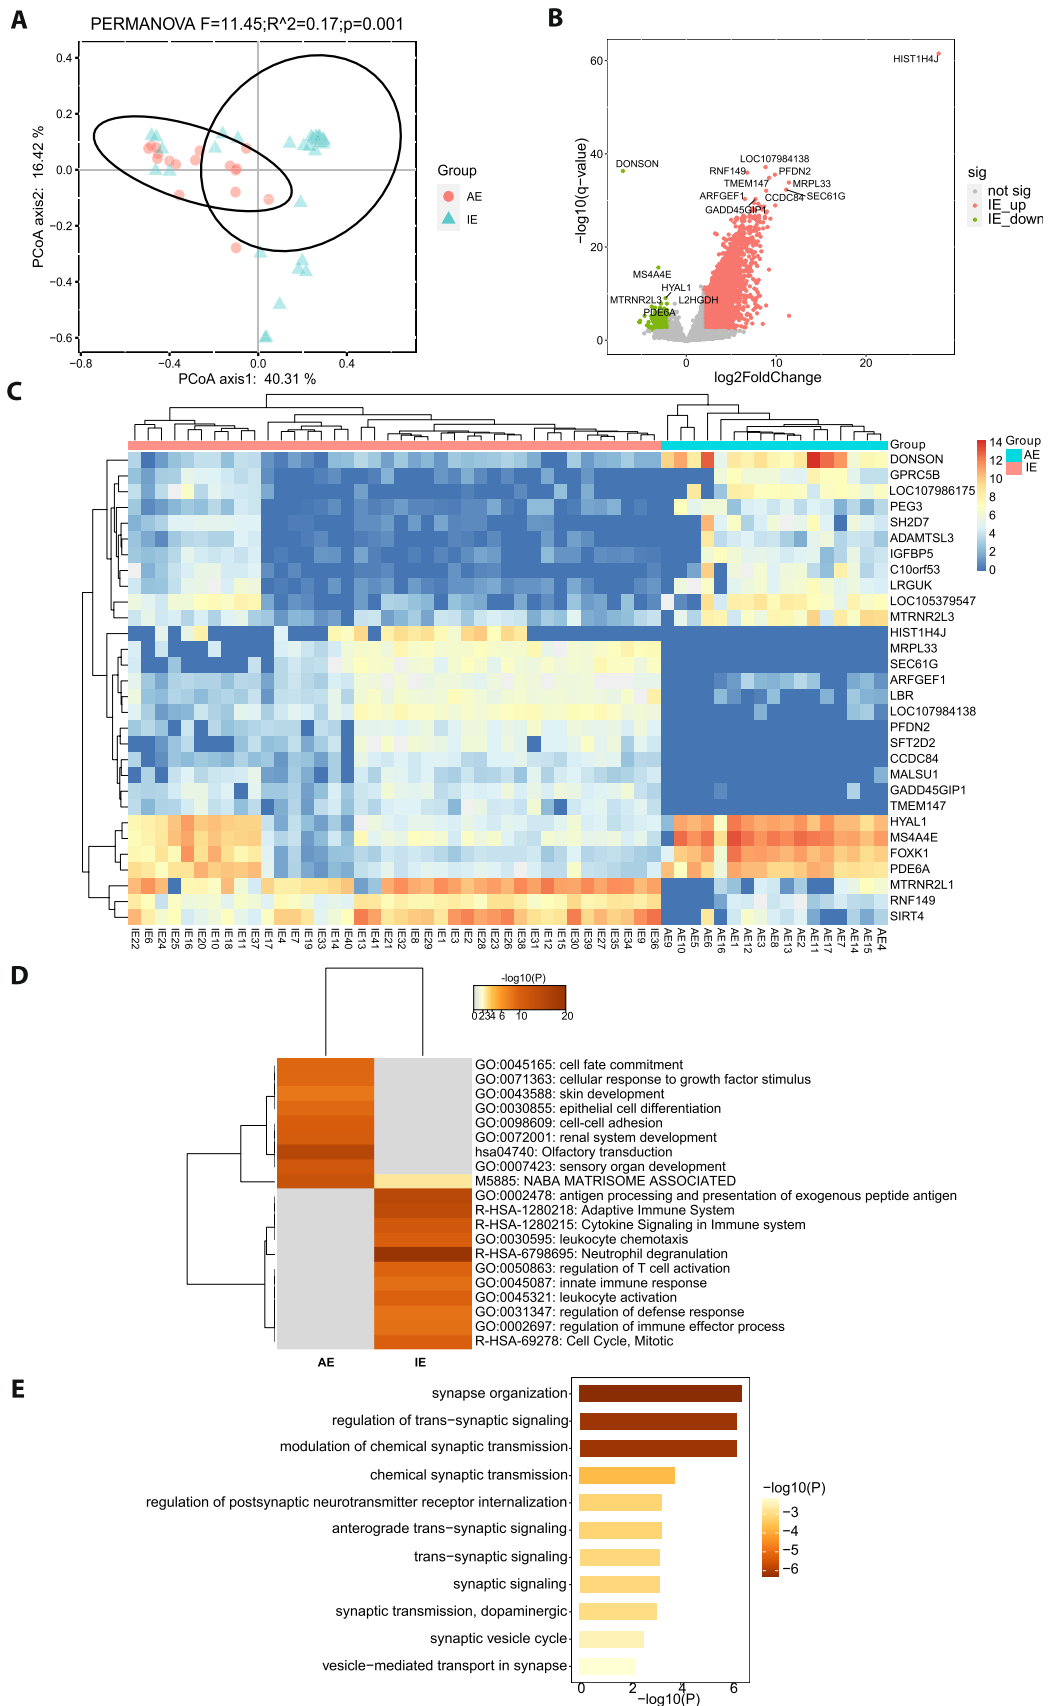 A
PERMANOVA F=11.45;R^2=0.17;p=0.001
0.4
0.2
0.0
−0.2
−0.4
−0.6
−0.8
−0.4
0.0
0.4
PCoA axis2: 16.42 %
PCoA axis1: 40.31 %
Group
AE
IE
B
60
40
20
0
0
10
20
−log10(q−value)
log2FoldChange
HIST1H4J
DONSON
LOC107984138
RNF149
PFDN2
TMEM147
MRPL33
ARFGEF1
CCDC84
SEC61G
GADD45GIP1
MS4A4E
HYAL1
MTRNR2L3
L2HGDH
PDE6A
sig
not sig
IE_up
IE_down
C
Group
DONSON
GPRC5B
LOC107986175
PEG3
SH2D7
ADAMTSL3
IGFBP5
C10orf53
LRGUK
LOC105379547
MTRNR2L3
HIST1H4J
MRPL33
SEC61G
ARFGEF1
LBR
LOC107984138
PFDN2
SFT2D2
CCDC84
MALSU1
GADD45GIP1
TMEM147
HYAL1
MS4A4E
FOXK1
PDE6A
MTRNR2L1
RNF149
SIRT4
14
12
10
8
6
4
2
0
Group
AE
IE
IE22 IE6 IE24 IE25 IE16 IE20 IE10 IE18 IE11 IE37 IE17 IE4 IE7 IE19 IE33 IE14 IE40 IE13 IE41 IE21 IE32 IE8 IE29 IE1 IE3 IE2 IE28 IE23 IE26 IE38 IE31 IE12 IE15 IE30 IE39 IE27 IE35 IE34 IE9 IE36 AE9 AE10 AE5 AE6 AE16 AE1 AE12 AE3 AE8 AE13 AE2 AE11 AE17 AE7 AE14 AE15 AE4
D
-log10(P)
0 2 3 4 6 10 20
GO:0045165: cell fate commitment
GO:0071363: cellular response to growth factor stimulus
GO:0043588: skin development
GO:0030855: epithelial cell differentiation
GO:0098609: cell-cell adhesion
GO:0072001: renal system development
hsa04740: Olfactory transduction
GO:0007423: sensory organ development
M5885: NABA MATRISOME ASSOCIATED
GO:0002478: antigen processing and presentation of exogenous peptide antigen
R-HSA-1280218: Adaptive Immune System
R-HSA-1280215: Cytokine Signaling in Immune system
GO:0030595: leukocyte chemotaxis
R-HSA-6798695: Neutrophil degranulation
GO:0050863: regulation of T cell activation
GO:0045087: innate immune response
GO:0045321: leukocyte activation
GO:0031347: regulation of defense response
GO:0002697: regulation of immune effector process
R-HSA-69278: Cell Cycle, Mitotic
AE IE
E
synapse organization
regulation of trans−synaptic signaling
modulation of chemical synaptic transmission
chemical synaptic transmission
regulation of postsynaptic neurotransmitter receptor internalization
anterograde trans−synaptic signaling
trans−synaptic signaling
synaptic signaling
synaptic transmission, dopaminergic
synaptic vesicle cycle
vesicle−mediated transport in synapse
0 2 4 6
−log10(P)
−log10(P)
−3
−4
−5
−6